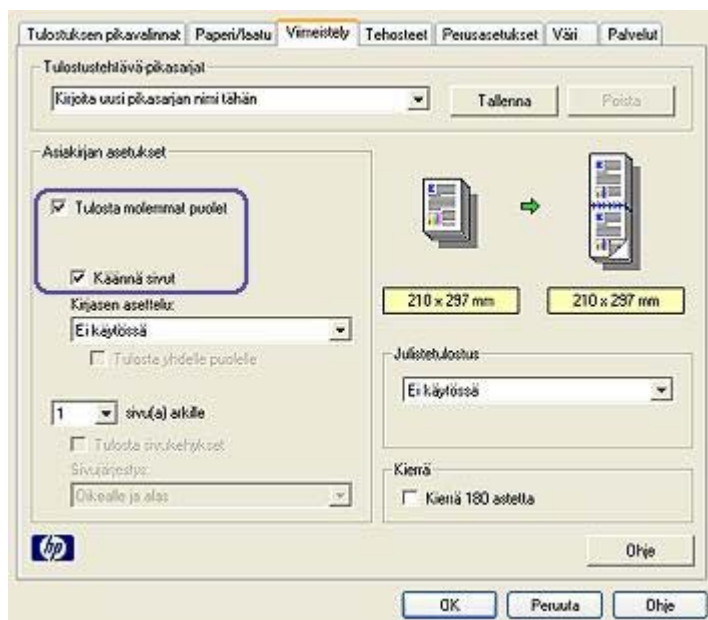 Tulostuksen pikavalinnat Paperi/laatu Viimeistely Tehosteet Perusasetukset Väri Palvelut
Tulostustehtävä-pikasarjat
Kirjoita uusi pikasarjan nimi tähän Tallenna Poista
Asiakirjan asetukset
Tulosta molemmat puolet
Käännä sivut
Kirjasen asettelu:
Ei käytössä
Tulosta yhdelle puolelle
1 sivu(a) arkille
Tulosta sivukehykset
Sivujärjestys:
Oikealle ja alas
210 x 297 mm 210 x 297 mm
Julistetulostus
Ei käytössä
Kierrä
Kierrä 180 astetta
hp
Ohje
OK Peruuta Ohje